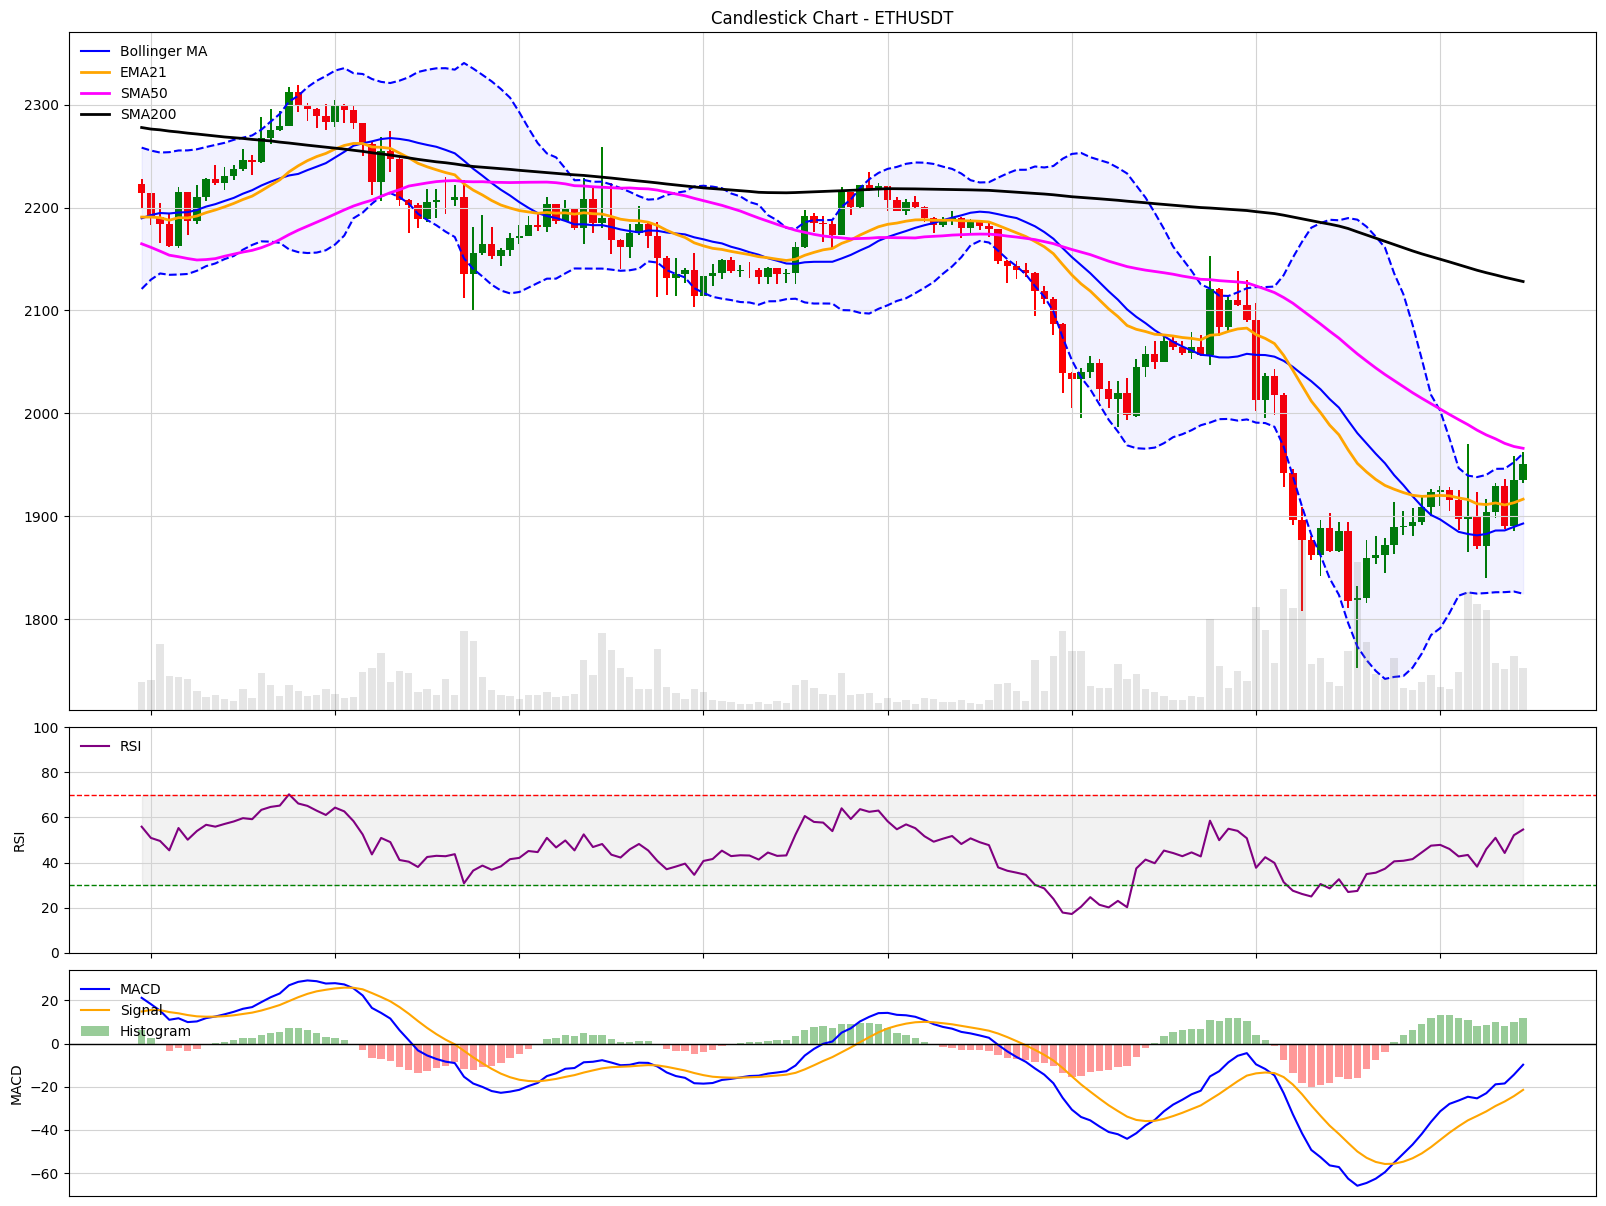 Candlestick Chart - ETHUSDT
Bollinger MA
EMA21
SMA50
SMA200
2300
2200
2100
2000
1900
1800
RSI
100
80
60
40
20
0
RSI
MACD
Signal
Histogram
20
0
−20
−40
−60
MACD